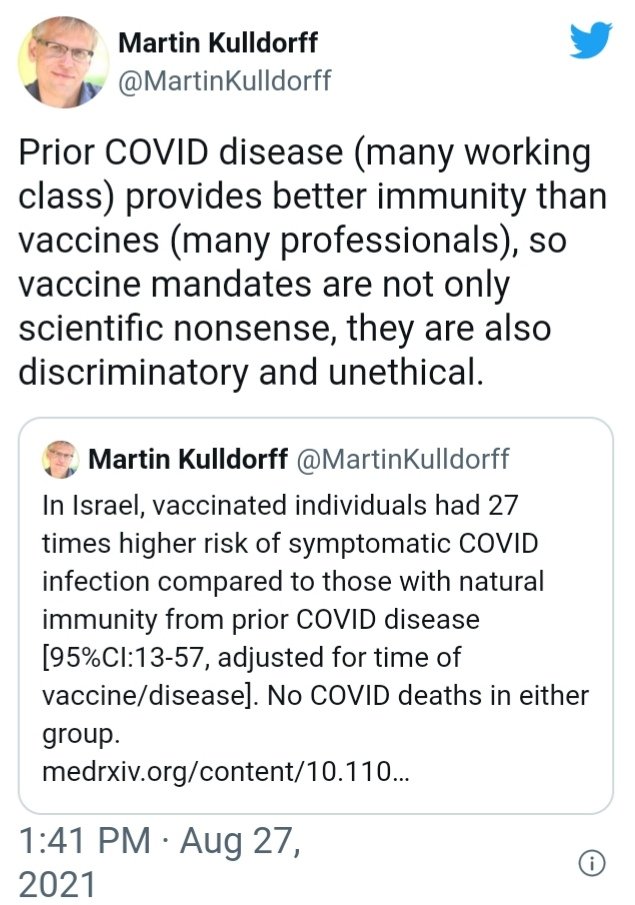 Martin Kulldorff
@MartinKulldorff
Prior COVID disease (many working
class) provides better immunity than
vaccines (many professionals), so
vaccine mandates are not only
scientific nonsense, they are also
discriminatory and unethical.
Martin Kulldorff @MartinKulldorff
In Israel, vaccinated individuals had 27
times higher risk of symptomatic COVID
infection compared to those with natural
immunity from prior COVID disease
[95%CI:13-57, adjusted for time of
vaccine/disease]. No COVID deaths in either
group.
medrxiv.org/content/10.110…
1:41 PM · Aug 27,
2021